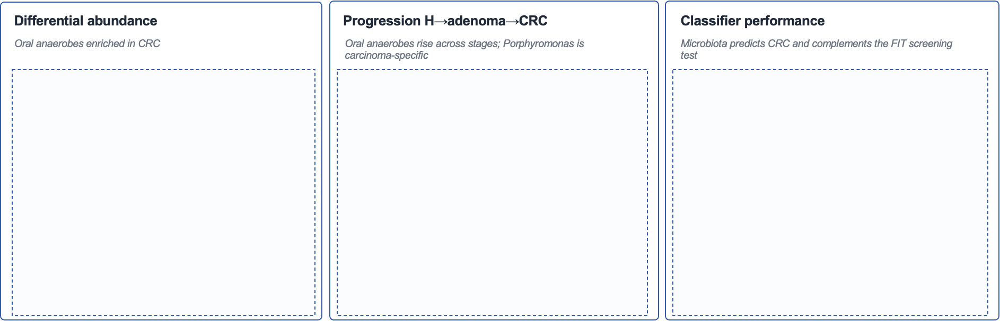 Differential abundance
Oral anaerobes enriched in CRC
Progression H→adenoma→CRC
Oral anaerobes rise across stages; Porphyromonas is
carcinoma-specific
Classifier performance
Microbiota predicts CRC and complements the FIT screening
test